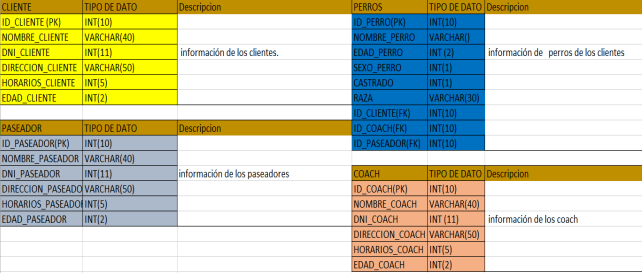 CLIENTE TIPO DE DATO Descripcion
ID_CLIENTE (PK) INT(10)
NOMBRE_CLIENTE VARCHAR(40)
DNI_CLIENTE INT(11) información de los clientes.
DIRECCION_CLIENTE VARCHAR(50)
HORARIOS_CLIENTE INT(5)
EDAD_CLIENTE INT(2)
PERROS TIPO DE DATO Descripcion
ID_PERRO(PK) INT(10)
NOMBRE_PERRO VARCHAR()
EDAD_PERRO INT (2) información de perros de los clientes
SEXO_PERRO INT(1)
CASTRADO INT(1)
RAZA VARCHAR(30)
ID_CLIENTE(FK) INT(10)
ID_COACH(FK) INT(10)
ID_PASEADOR(FK) INT(10)
PASEADOR TIPO DE DATO Descripcion
ID_PASEADOR(PK) INT(10)
NOMBRE_PASEADOR VARCHAR(40)
DNI_PASEADOR INT(11) información de los paseadores
DIRECCION_PASEADO VARCHAR(50)
HORARIOS_PASEADO INT(5)
EDAD_PASEADOR INT(2)
COACH TIPO DE DATO Descripcion
ID_COACH(PK) INT(10)
NOMBRE_COACH VARCHAR(40)
DNI_COACH INT (11) información de los coach
DIRECCION_COACH VARCHAR(50)
HORARIOS_COACH INT(5)
EDAD_COACH INT(2)